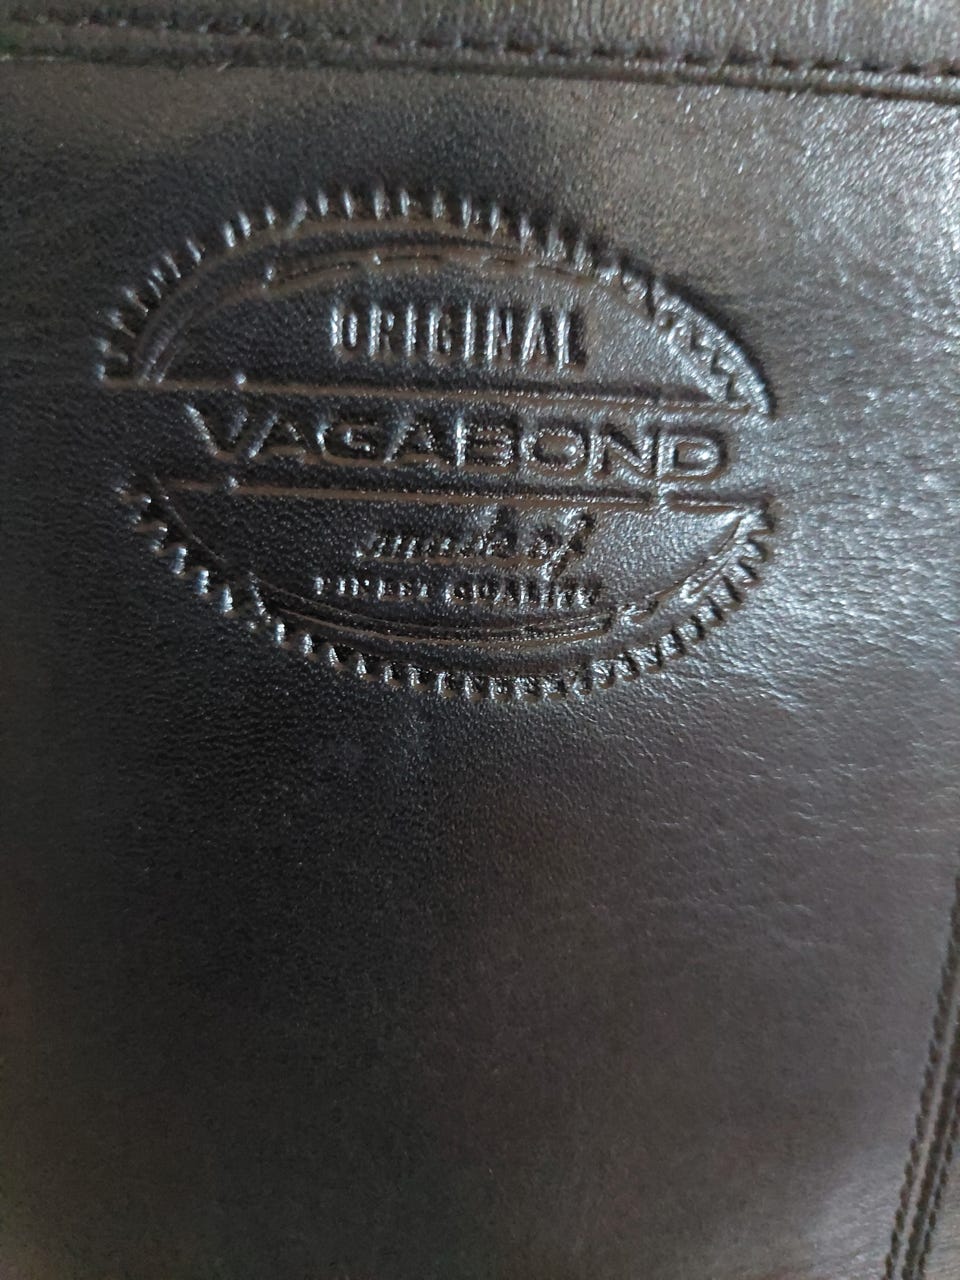 ORIGINAL
VAGABOND
made of
FINEST QUALITY